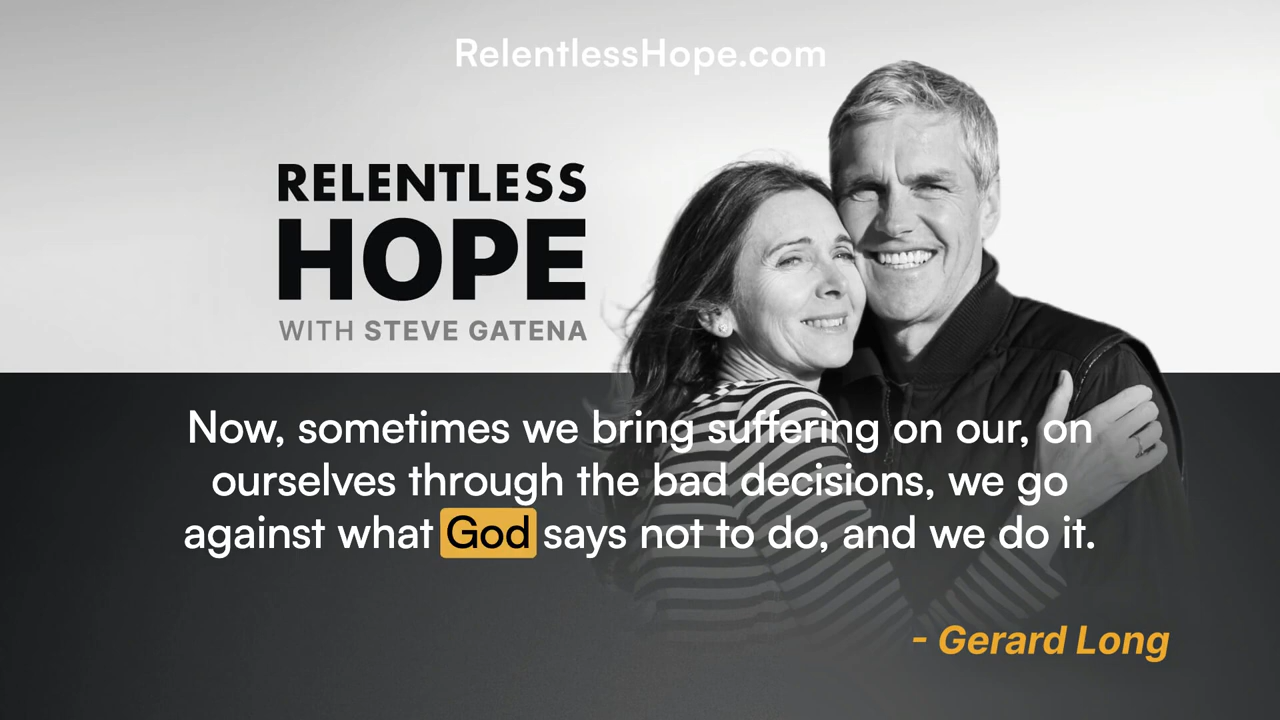 RelentlessHope.com
RELENTLESS
HOPE
WITH STEVE GATENA
Now, sometimes we bring suffering on our, on
ourselves through the bad decisions, we go
against what God says not to do, and we do it.
- Gerard Long